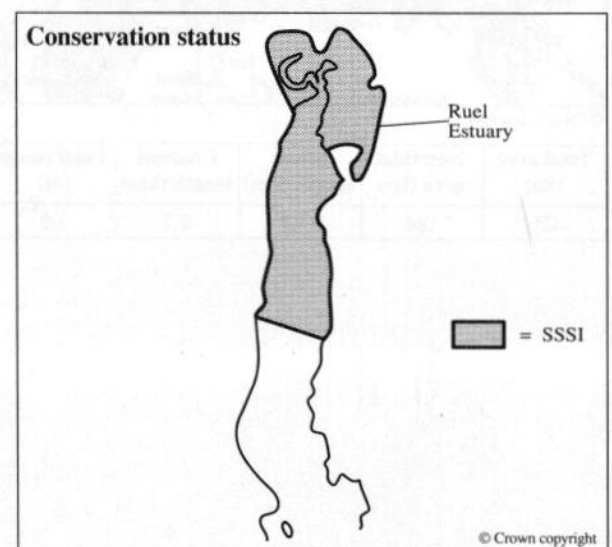 Conservation status
Ruel
Estuary
= SSSI
© Crown copyright